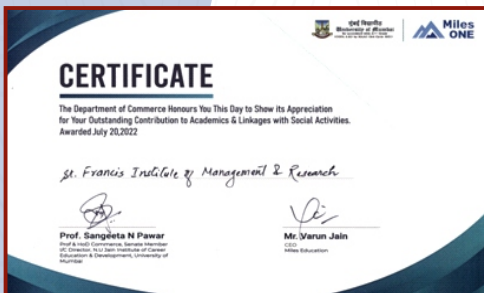 मुंबई विद्यापीठ
University of Mumbai
Miles
ONE
CERTIFICATE
The Department of Commerce Honours You This Day to Show its Appreciation
for Your Outstanding Contribution to Academics & Linkages with Social Activities.
Awarded July 20,2022
St. Francis Institute of Management & Research
Prof. Sangeeta N Pawar
Prof & HoD Commerce, Senate Member
I/C Director, N.U Jain Institute of Career
Education & Development, University of
Mumbai
Mr. Varun Jain
CEO
Miles Education